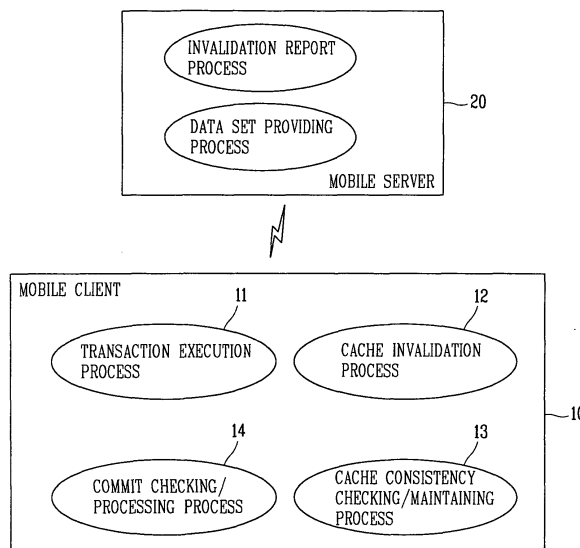 INVALIDATION REPORT
PROCESS
DATA SET PROVIDING
PROCESS
20
MOBILE SERVER
MOBILE CLIENT
11
12
TRANSACTION EXECUTION
PROCESS
CACHE INVALIDATION
PROCESS
10
14
13
COMMIT CHECKING/
PROCESSING PROCESS
CACHE CONSISTENCY
CHECKING/MAINTAINING
PROCESS